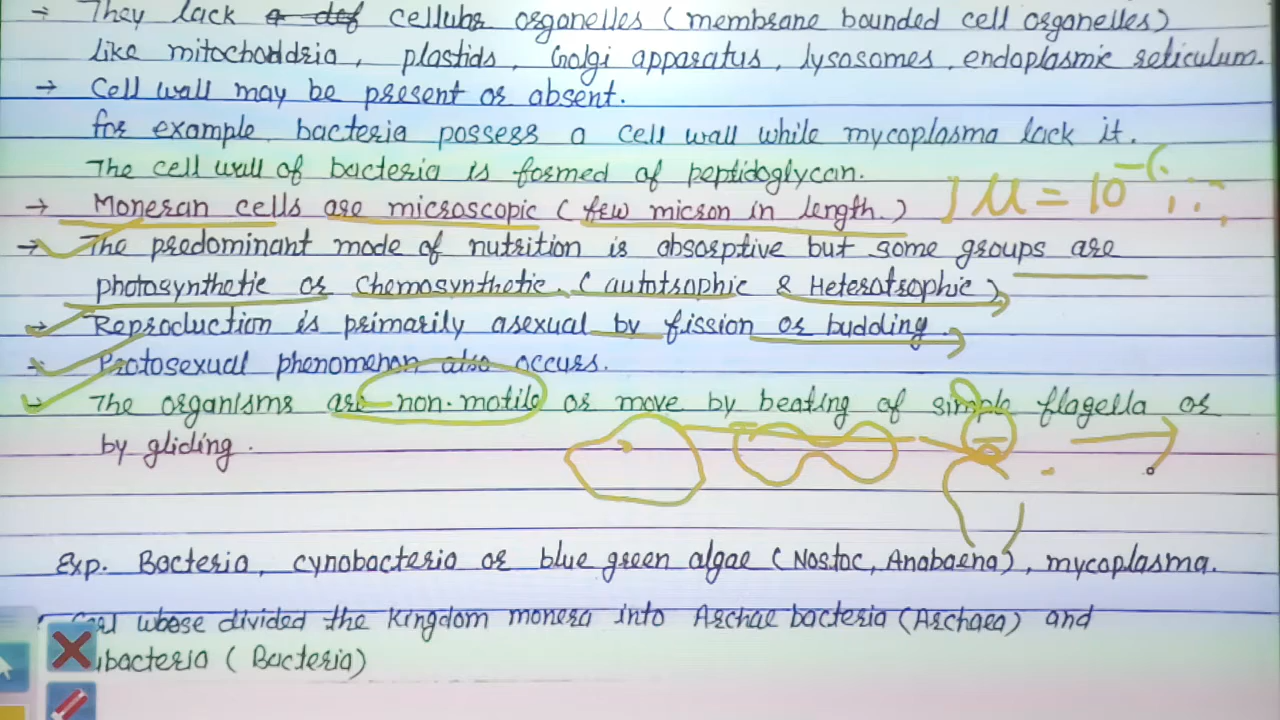 → They lack a def cellular organelles (membrane bounded cell organelles)
like mitochondria, plastids, Golgi apparatus, lysosomes, endoplasmic reticulum.
→ Cell wall may be present or absent.
for example, bacteria possess a cell wall while mycoplasma lack it.
The cell wall of bacteria is formed of peptidoglycan.
→ Moneran cells are microscopic (few micron in length.) 1 μ = 10
→ The predominant mode of nutrition is absorptive but some groups are
photosynthetic or Chemosynthetic. (autotrophic & Heterotrophic)
→ Reproduction is primarily asexual by fission or budding.
→ Protosexual phenomenon also occurs.
→ The organisms are non-motile or move by beating of simple flagella or
by gliding.
Exp. Bacteria, cynobacteria or blue green algae (Nostoc, Anabaena), mycoplasma.
whose divided the Kingdom monera into Archae bacteria (Archaea) and
(Bacteria)